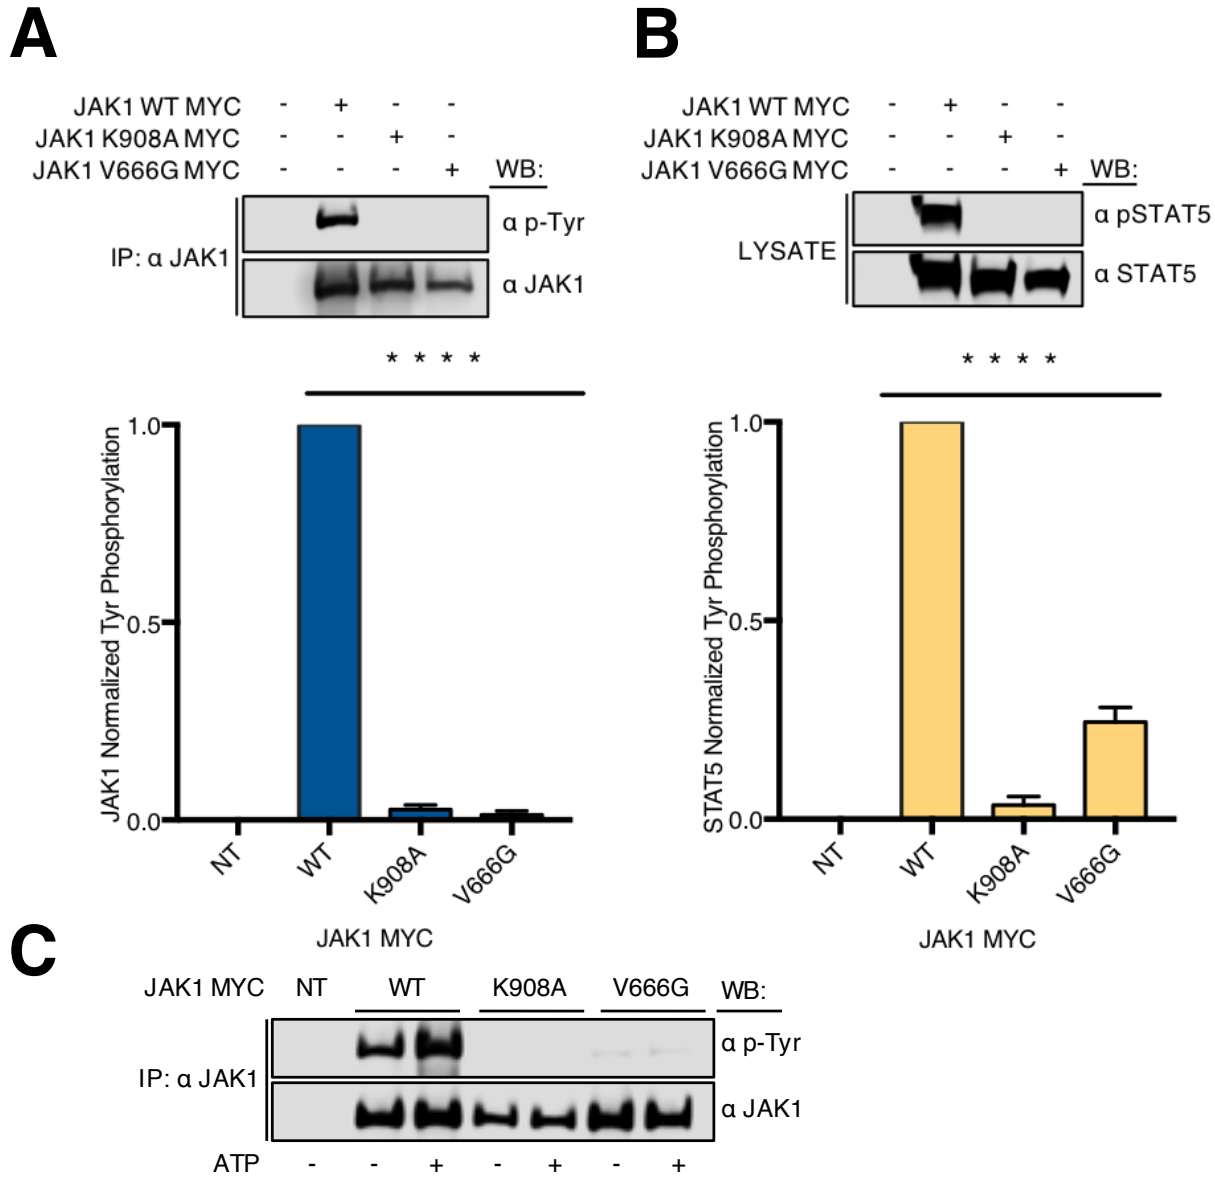 A
JAK1 WT MYC - + - -
JAK1 K908A MYC - - + -
JAK1 V666G MYC - - - + WB:
IP: α JAK1
α p-Tyr
α JAK1
* * * *
JAK1 Normalized Tyr Phosphorylation
1.0
0.5
0.0
NT WT K908A V666G
JAK1 MYC
B
JAK1 WT MYC - + - -
JAK1 K908A MYC - - + -
JAK1 V666G MYC - - - + WB:
LYSATE
α pSTAT5
α STAT5
* * * *
STAT5 Normalized Tyr Phosphorylation
1.0
0.5
0.0
NT WT K908A V666G
JAK1 MYC
C
JAK1 MYC NT WT K908A V666G WB:
IP: α JAK1
α p-Tyr
α JAK1
ATP - - + - + - +